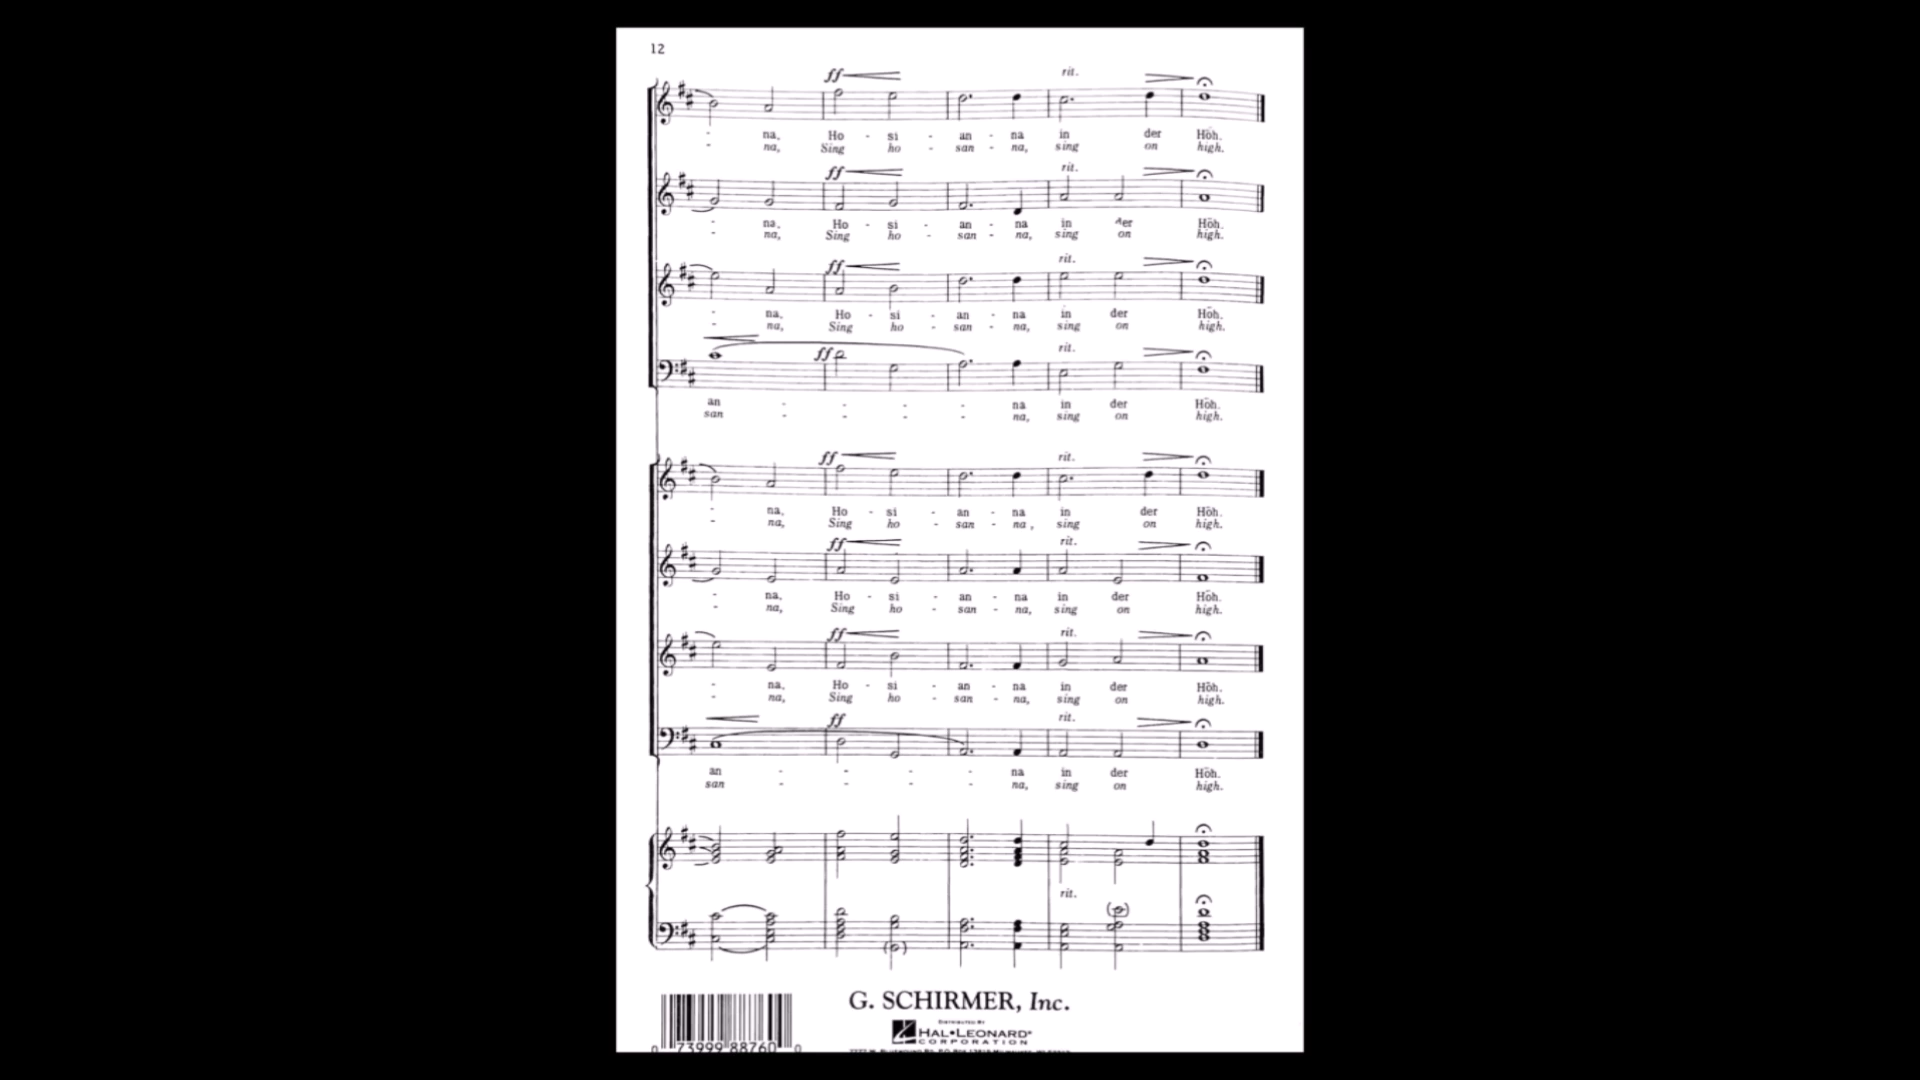 12
ff rit.
- na, Ho - si - an - na in der Höh.
- na, Sing ho - san - na, sing on high.
ff rit.
- na, Ho - si - an - na in der Höh.
- na, Sing ho - san - na, sing on high.
ff rit.
- na, Ho - si - an - na in der Höh.
- na, Sing ho - san - na, sing on high.
ff rit.
an - - - - na in der Höh.
san - - - - na, sing on high.
ff rit.
- na, Ho - si - an - na in der Höh.
- na, Sing ho - san - na, sing on high.
ff rit.
- na, Ho - si - an - na in der Höh.
- na, Sing ho - san - na, sing on high.
ff rit.
- na, Ho - si - an - na in der Höh.
- na, Sing ho - san - na, sing on high.
ff rit.
an - - - - na in der Höh.
san - - - - na, sing on high.
rit.
G. SCHIRMER, Inc.
DISTRIBUTED BY
HAL•LEONARD®
CORPORATION
0 73999 88760 0